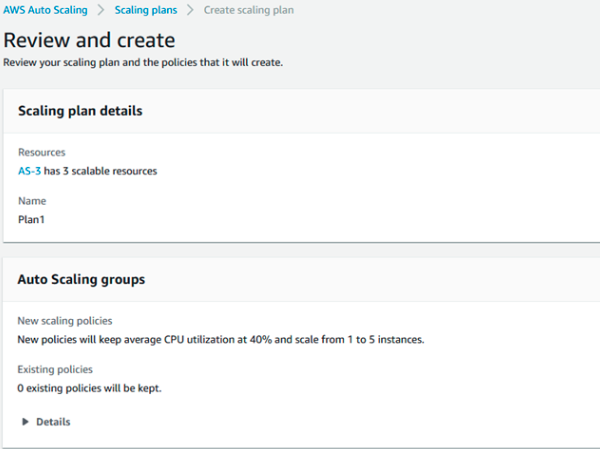 AWS Auto Scaling > Scaling plans > Create scaling plan
Review and create
Review your scaling plan and the policies that it will create.
Scaling plan details
Resources
AS-3 has 3 scalable resources
Name
Plan1
Auto Scaling groups
New scaling policies
New policies will keep average CPU utilization at 40% and scale from 1 to 5 instances.
Existing policies
0 existing policies will be kept.
Details